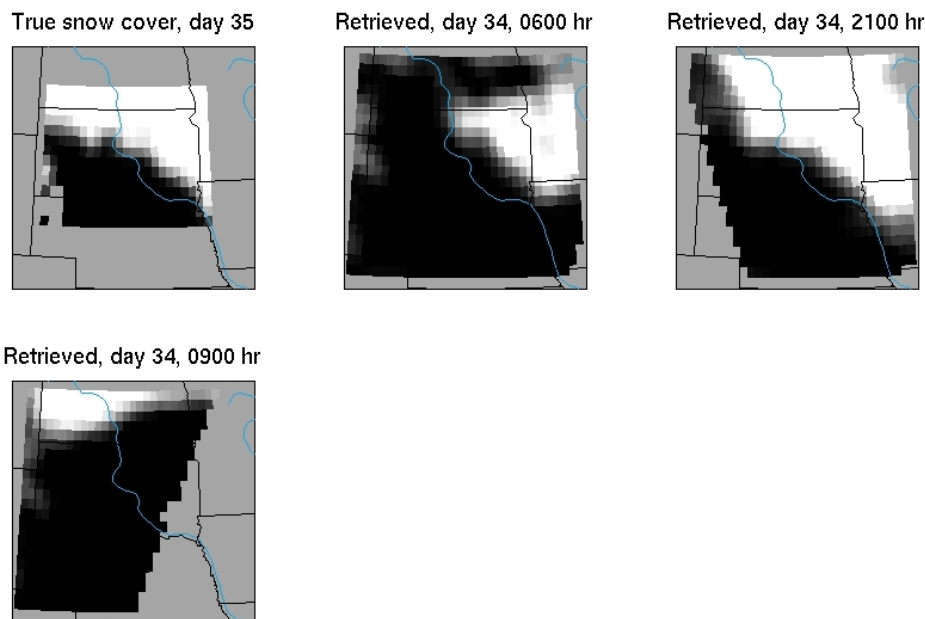 True snow cover, day 35
Retrieved, day 34, 0600 hr
Retrieved, day 34, 2100 hr
Retrieved, day 34, 0900 hr